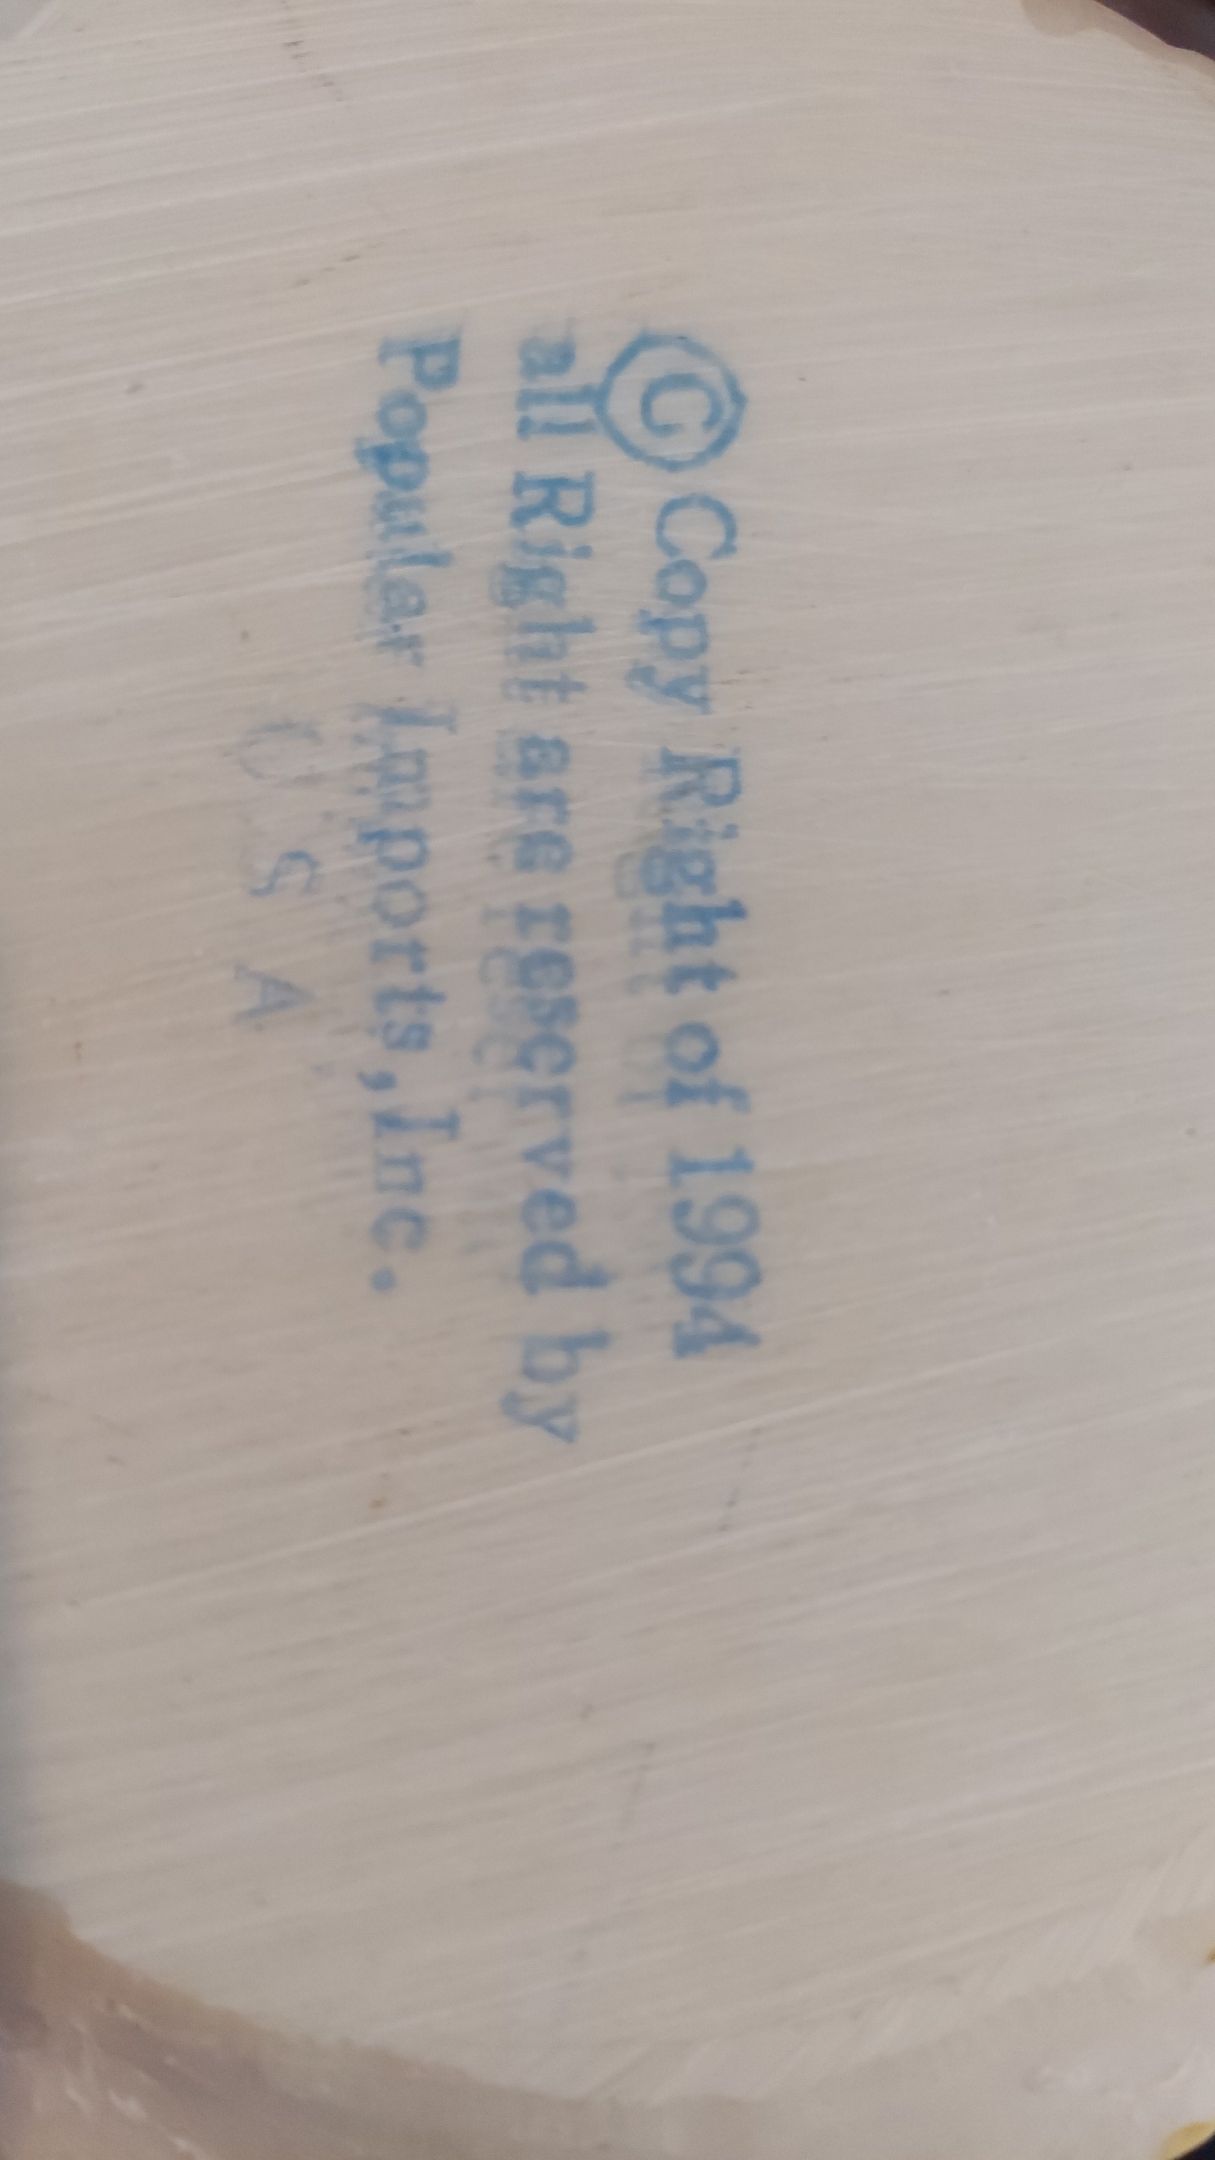 © Copy Right of 1994
all Right are reserved by
Popular Imports,Inc.
U S A